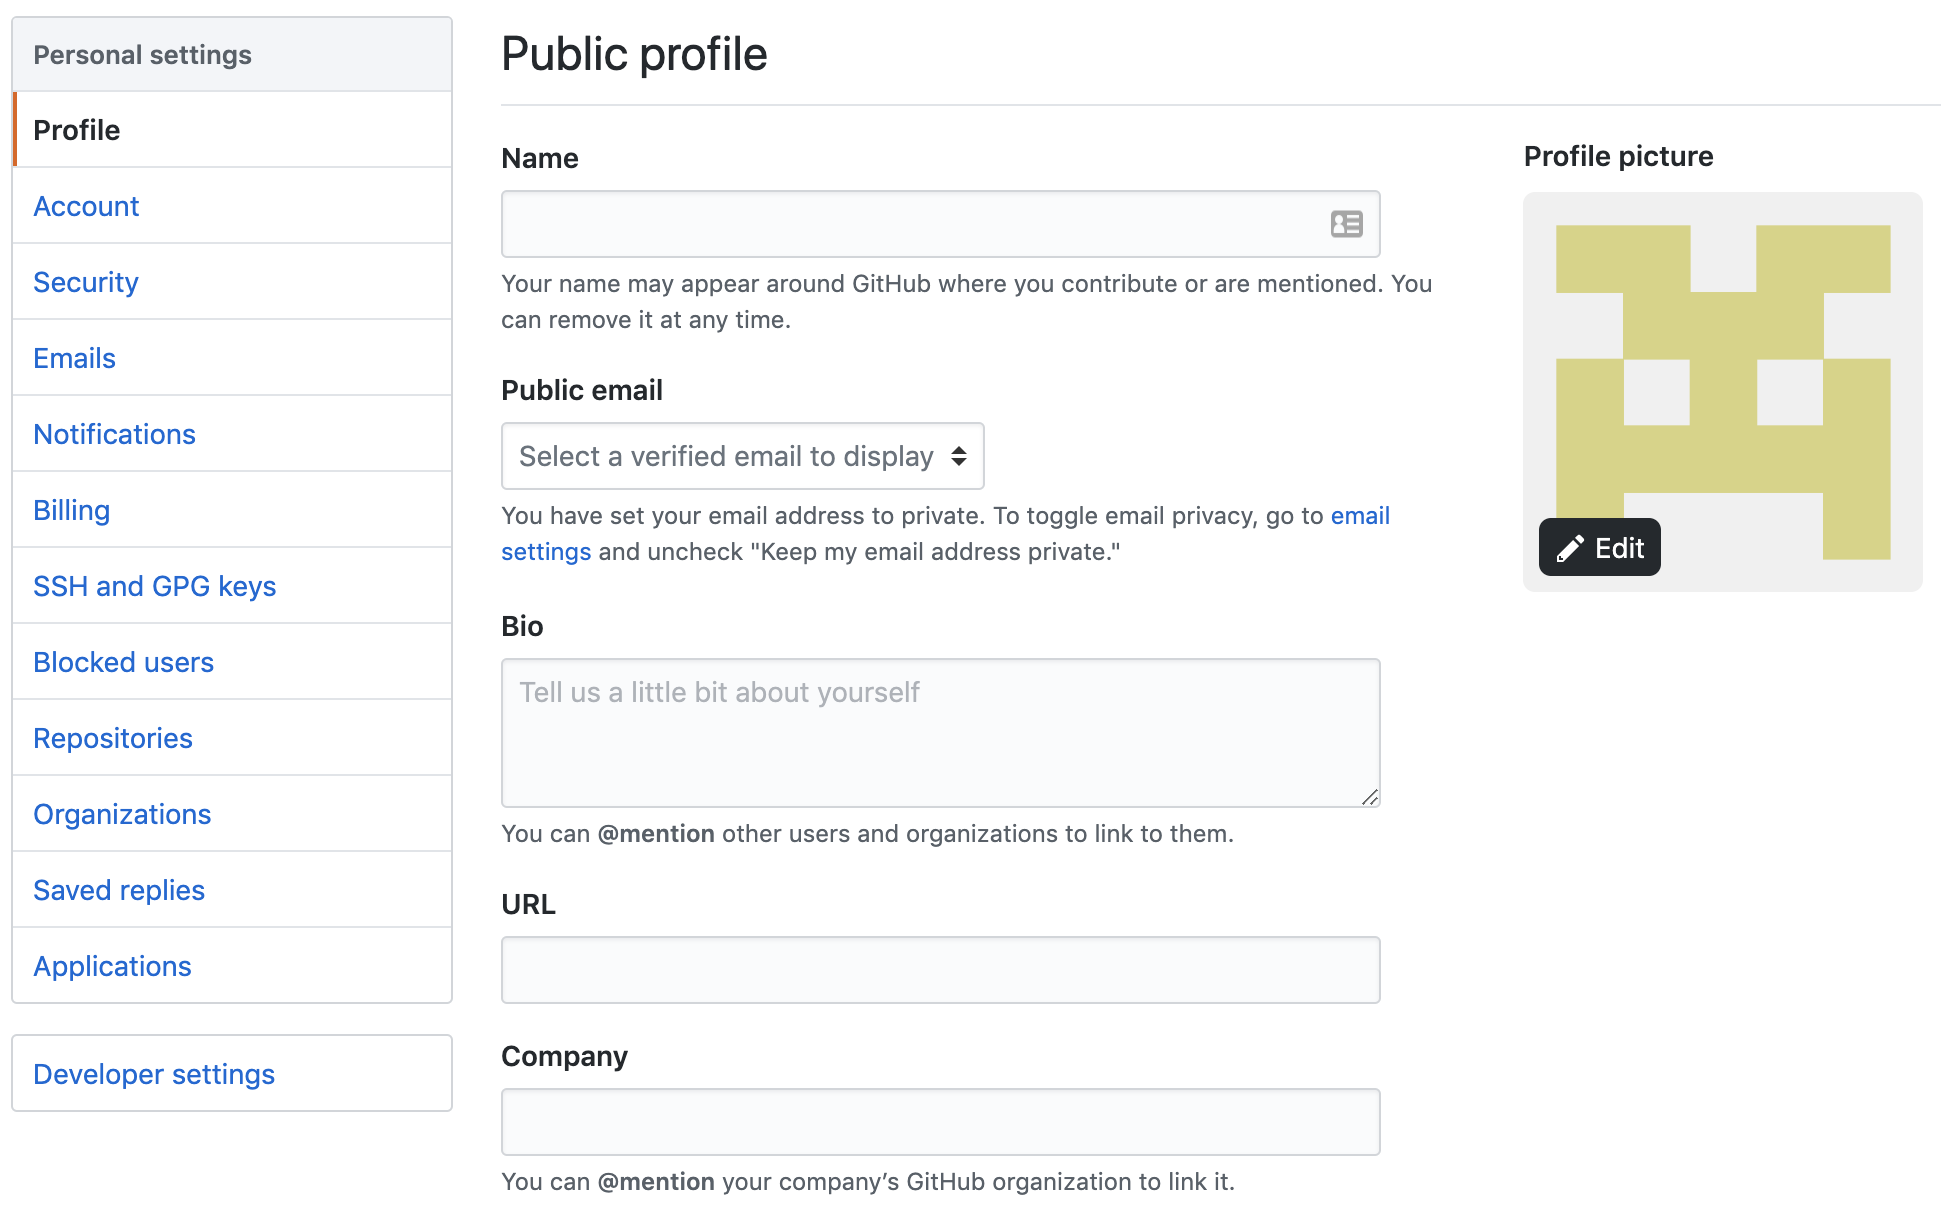 Personal settings
Profile
Account
Security
Emails
Notifications
Billing
SSH and GPG keys
Blocked users
Repositories
Organizations
Saved replies
Applications
Developer settings
Public profile
Name
Your name may appear around GitHub where you contribute or are mentioned. You
can remove it at any time.
Public email
Select a verified email to display
You have set your email address to private. To toggle email privacy, go to email
settings and uncheck "Keep my email address private."
Bio
Tell us a little bit about yourself
You can @mention other users and organizations to link to them.
URL
Company
You can @mention your company’s GitHub organization to link it.
Profile picture
Edit